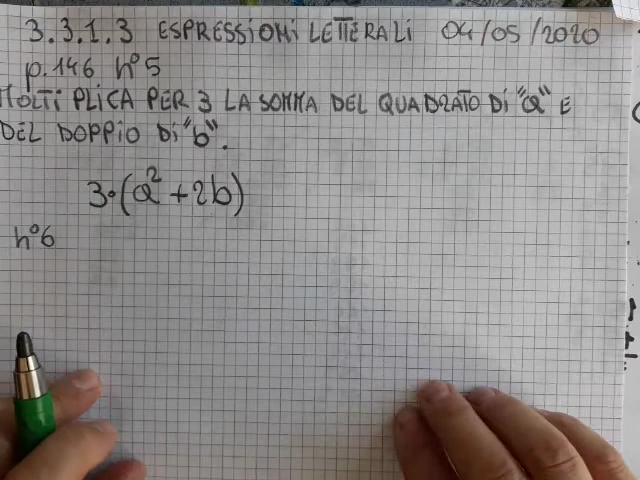 3.3.1.3 ESPRESSIONI LETTERALI 04/05/2020
p.146 n°5
MOLTIPLICA PER 3 LA SOMMA DEL QUADRATO DI "a" E
DEL DOPPIO DI "b".
3•(a²+2b)
n°6